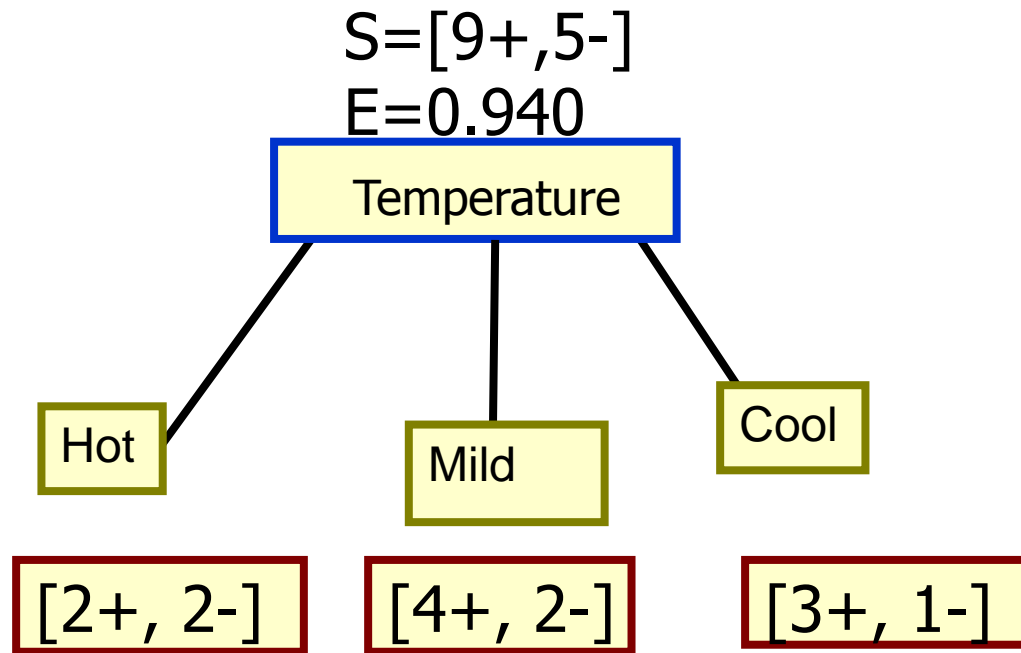 S=[9+,5-]
E=0.940
Temperature
Hot
Mild
Cool
[2+, 2-]
[4+, 2-]
[3+, 1-]